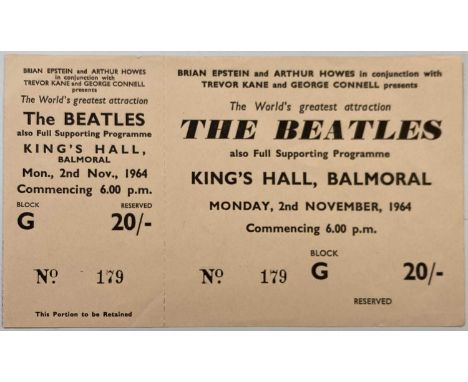 BRIAN EPSTEIN and ARTHUR HOWES
in conjunction with
TREVOR KANE and GEORGE CONNELL
presents
The World's greatest attraction
The BEATLES
also Full Supporting Programme
KING'S HALL,
BALMORAL
Mon., 2nd Nov., 1964
Commencing 6.00 p.m.
BLOCK RESERVED
G 20/-
No. 179
This Portion to be Retained
BRIAN EPSTEIN and ARTHUR HOWES in conjunction with
TREVOR KANE and GEORGE CONNELL presents
The World's greatest attraction
THE BEATLES
also Full Supporting Programme
KING'S HALL, BALMORAL
MONDAY, 2nd NOVEMBER, 1964
Commencing 6.00 p.m.
BLOCK
No. 179 G 20/-
RESERVED